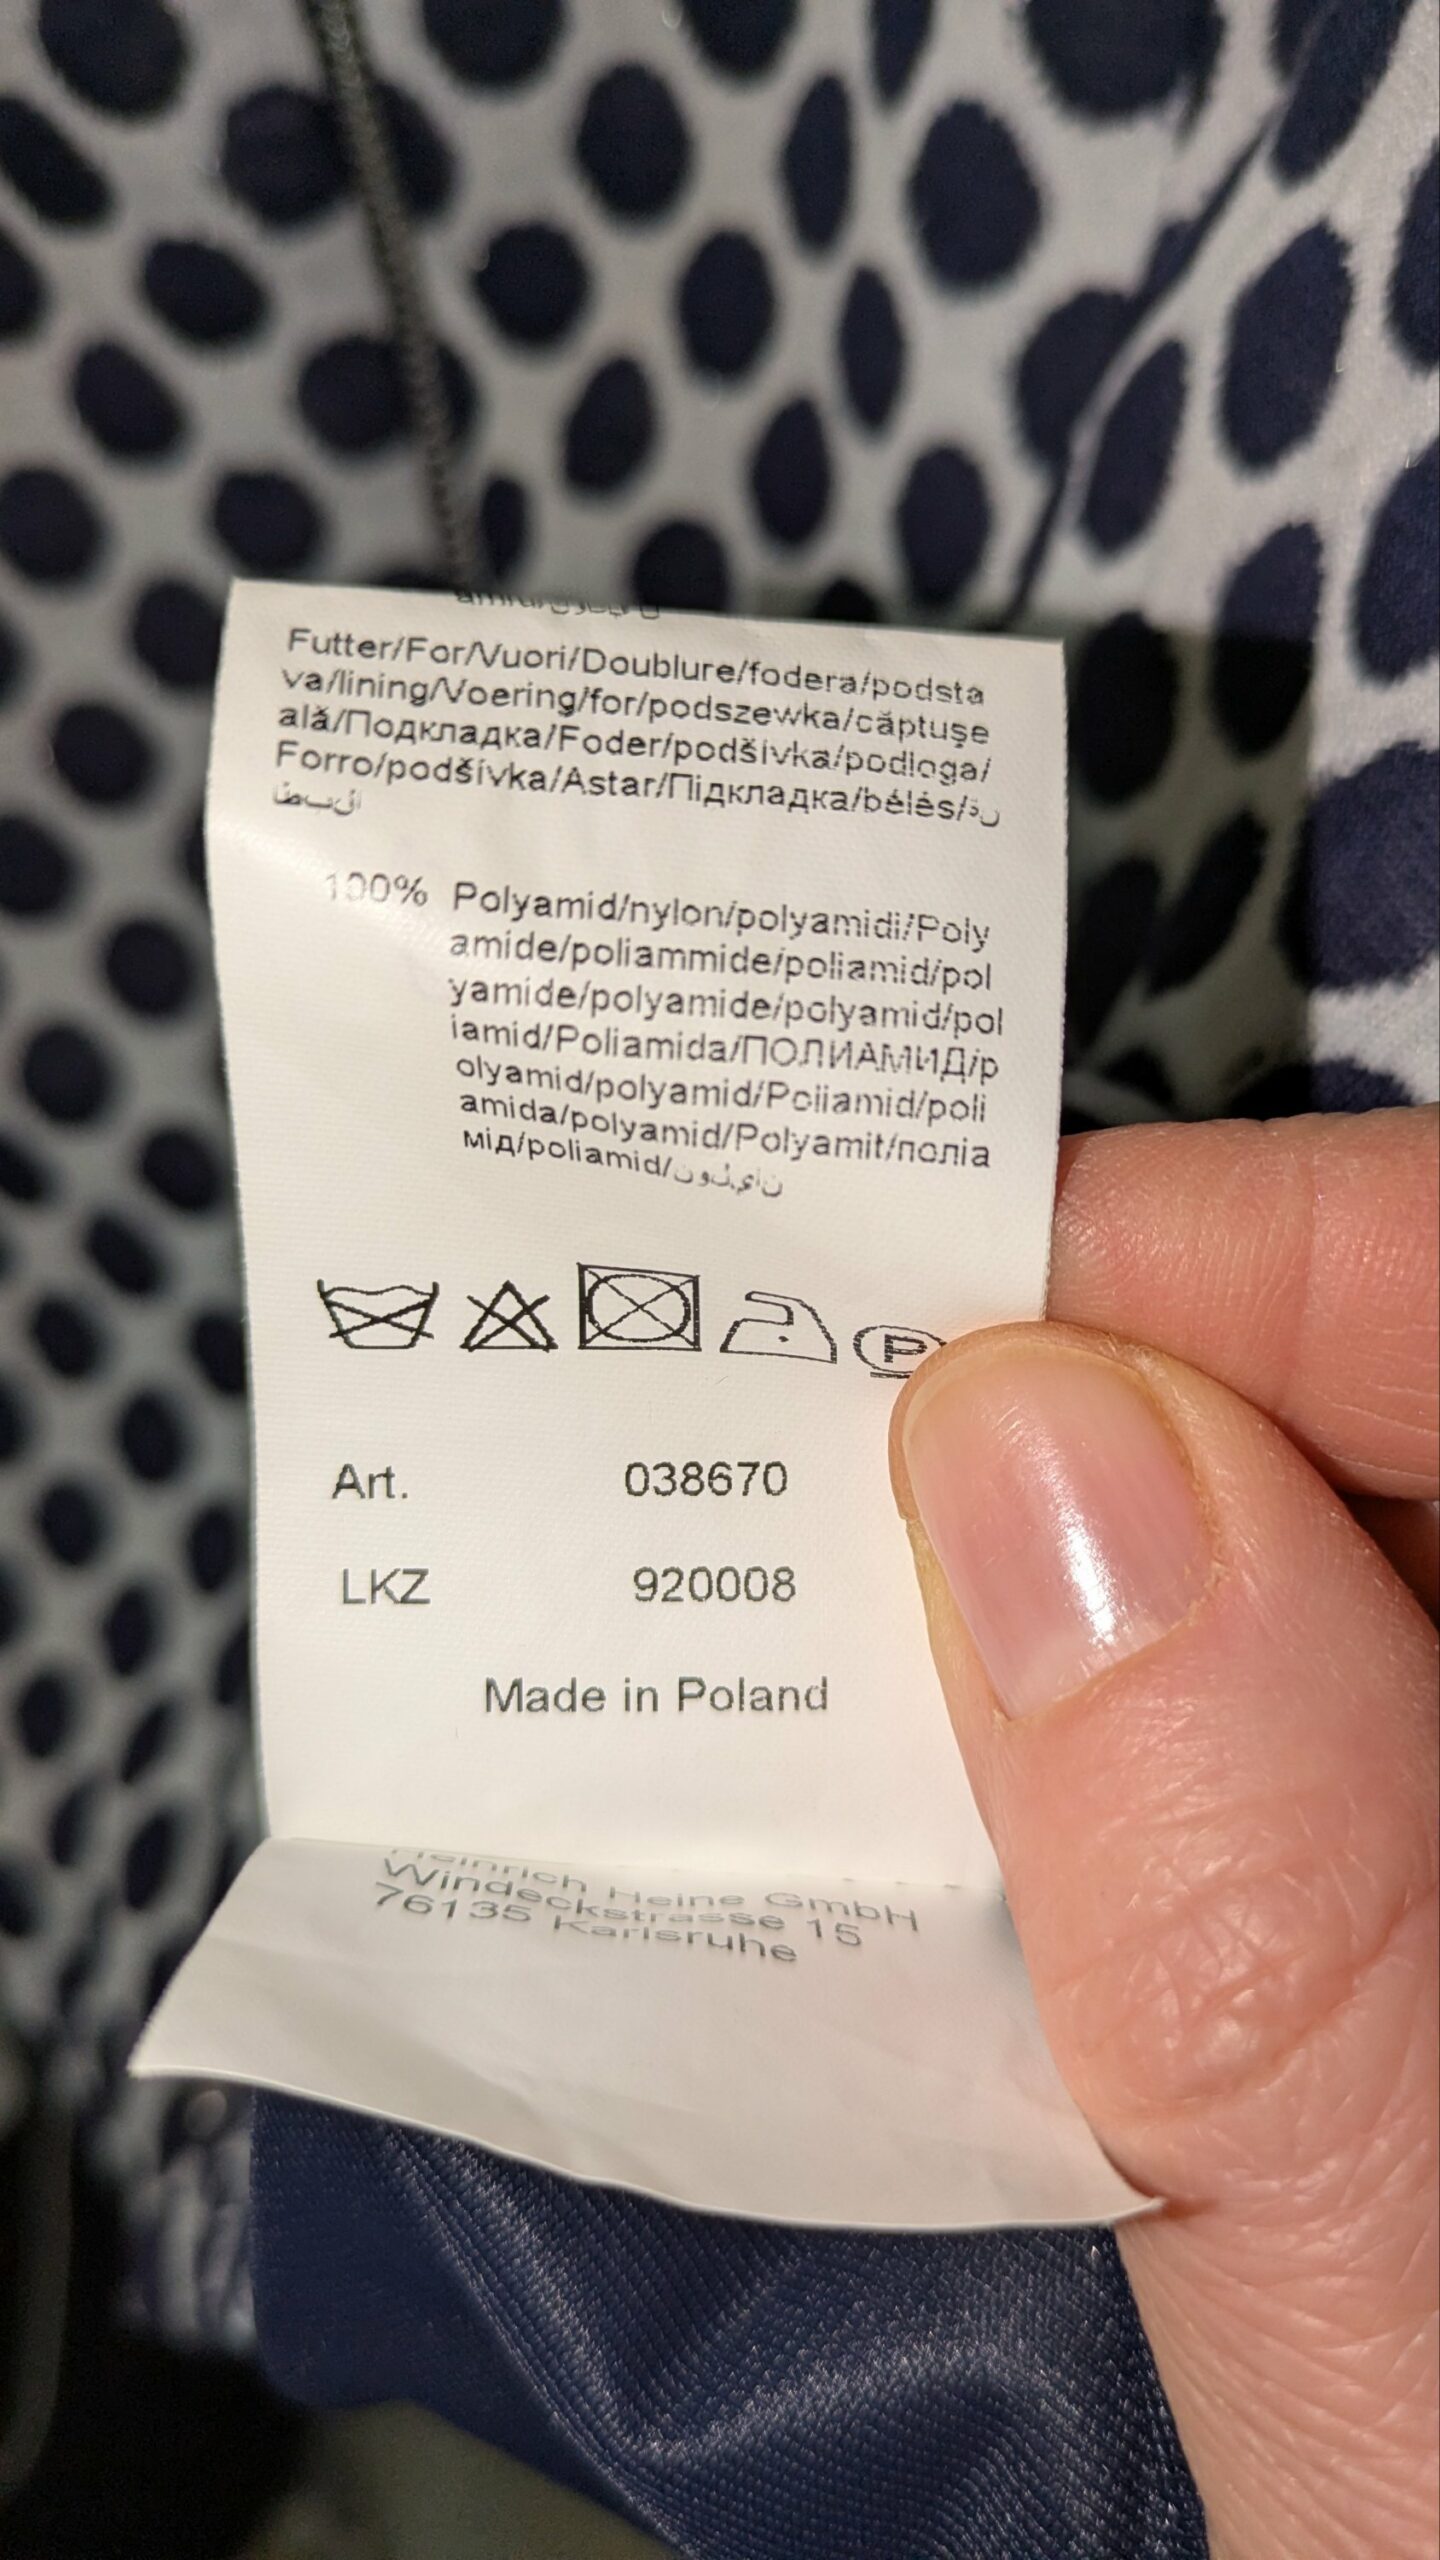 Futter/For/Vuori/Doublure/fodera/podsta
va/lining/Voering/for/podszewka/căptuşe
ală/Подкладка/Foder/podšívka/podloga/
Forro/podšívka/Astar/Підкладка/bélés/
100% Polyamid/nylon/polyamidi/Poly
amide/poliammide/poliamid/pol
yamide/polyamide/polyamid/pol
iamid/Poliamida/ПОЛИАМИД/p
olyamid/polyamid/Poliamid/poli
amida/polyamid/Polyamit/полia
мiд/poliamid/
P
Art. 038670
LKZ 920008
Made in Poland
Heinrich Heine GmbH
Windeckstrasse 15
76135 Karlsruhe